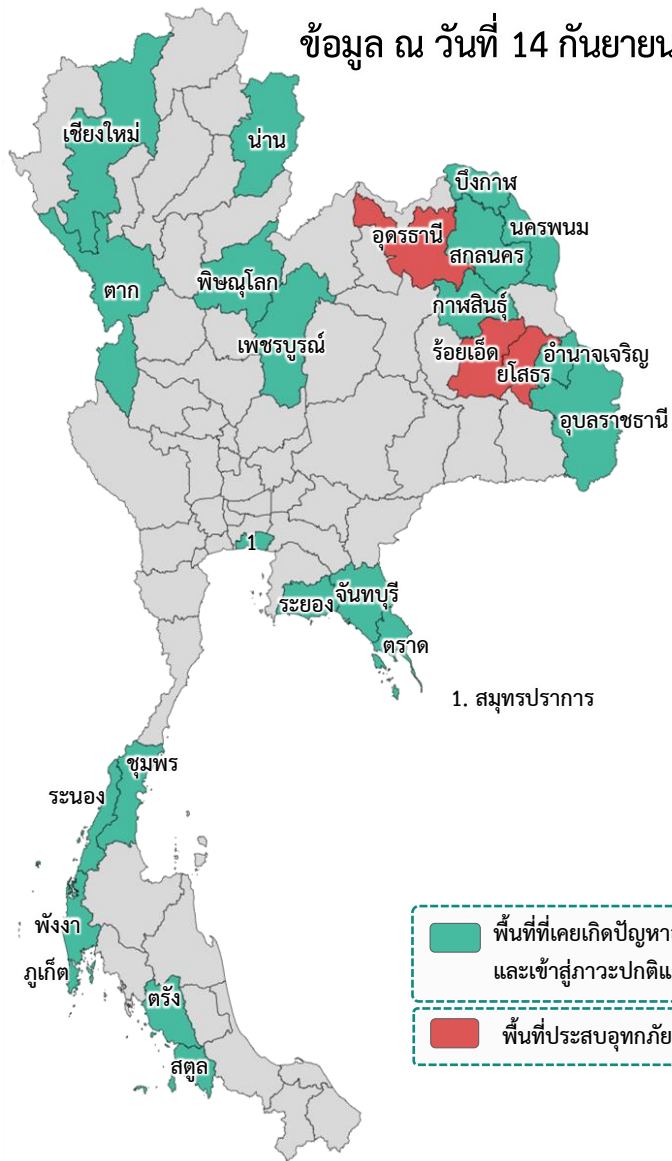 ข้อมูล ณ วันที่ 14 กันยายน
เชียงใหม่
น่าน
บึงกาฬ
นครพนม
อุดรธานี
สกลนคร
ตาก
พิษณุโลก
กาฬสินธุ์
เพชรบูรณ์
ร้อยเอ็ด
อำนาจเจริญ
ยโสธร
อุบลราชธานี
1
ระยอง
จันทบุรี
ตราด
1. สมุทรปราการ
ชุมพร
ระนอง
พังงา
ภูเก็ต
ตรัง
สตูล
พื้นที่ที่เคยเกิดปัญหา
และเข้าสู่ภาวะปกติ
พื้นที่ประสบอุทกภัย